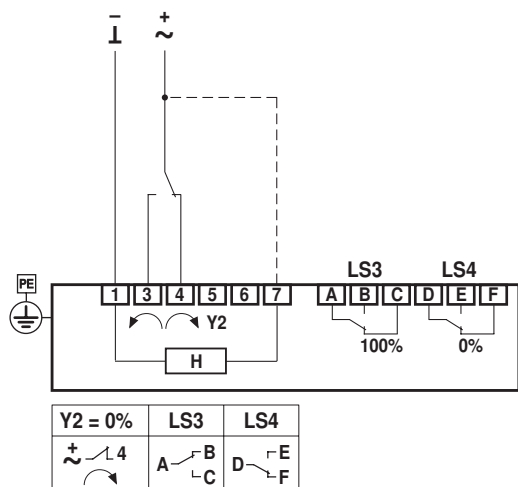 − +
⊥ ~
PE
LS3 LS4
1 3 4 5 6 7 A B C D E F
Y2
100% 0%
H
Y2 = 0% LS3 LS4
+
~ 4 A B C D E F